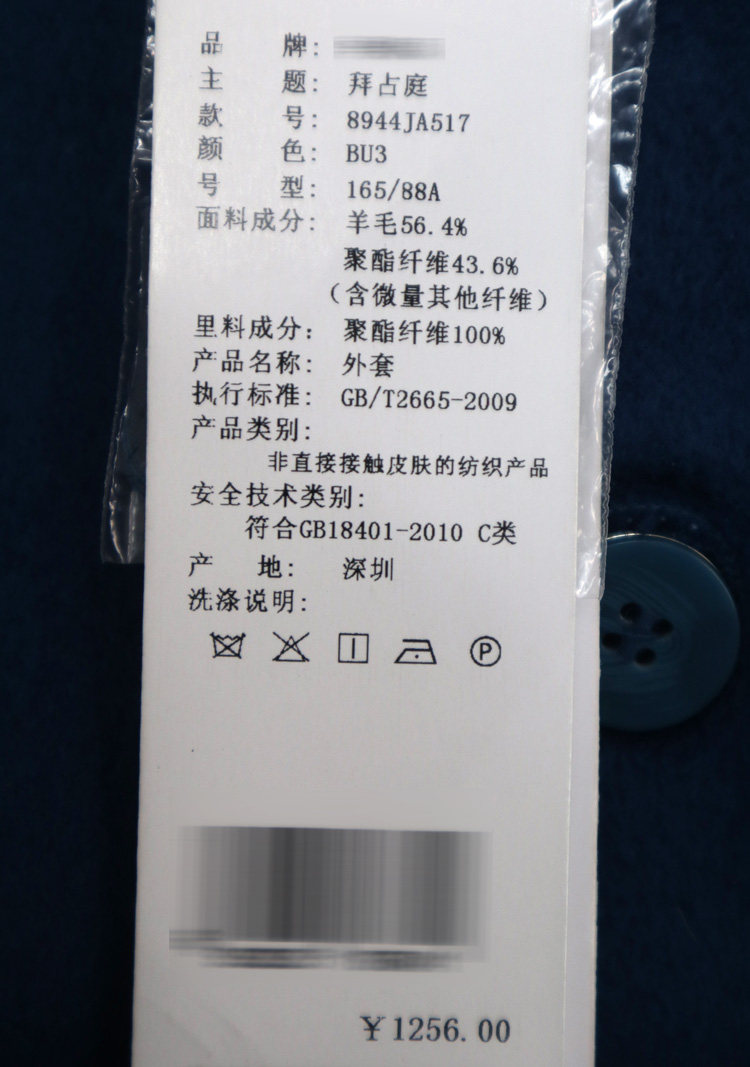 品 牌:
主 题: 拜占庭
款 号: 8944JA517
颜 色: BU3
号 型: 165/88A
面料成分: 羊毛56.4%
聚酯纤维43.6%
(含微量其他纤维)
里料成分: 聚酯纤维100%
产品名称: 外套
执行标准: GB/T2665-2009
产品类别:
非直接接触皮肤的纺织产品
安全技术类别:
符合GB18401-2010 C类
产 地: 深圳
洗涤说明:
P
¥1256.00